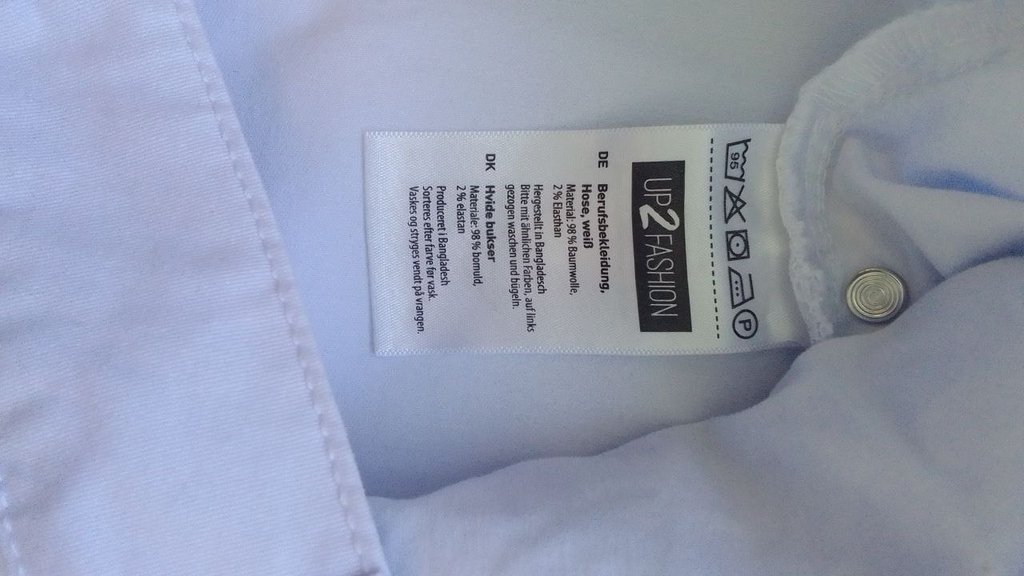 95 P
UP2FASHION
DE Berufsbekleidung,
Hose, weiß
Material: 98 % Baumwolle,
2 % Elasthan
Hergestellt in Bangladesch
Bitte mit ähnlichen Farben, auf links
gezogen waschen und bügeln.
DK Hvide bukser
Materiale: 98 % bomuld,
2 % elastan
Produceret i Bangladesh
Sorteres efter farve før vask.
Vaskes og stryges vendt på vrangen.